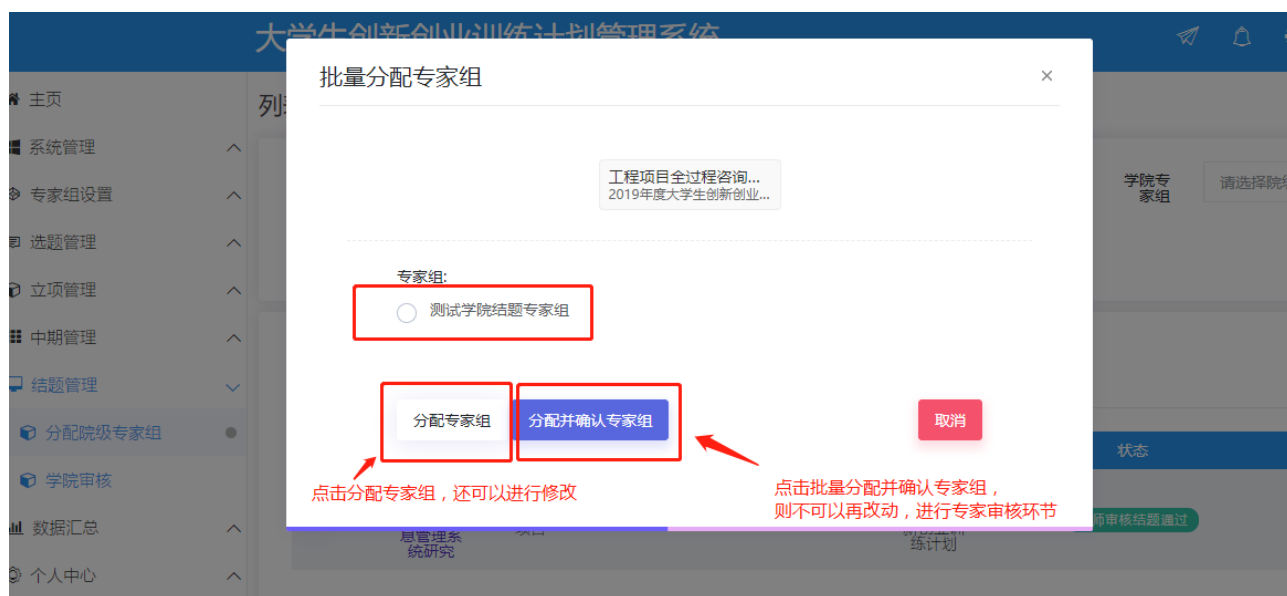 大学生创新创业训练计划管理系统
批量分配专家组
×
主页
列
系统管理
专家组设置
选题管理
立项管理
中期管理
结题管理
分配院级专家组
学院审核
数据汇总
个人中心
工程项目全过程咨询...
2019年度大学生创新创业...
学院专
家组
请选择院
专家组:
测试学院结题专家组
分配专家组
分配并确认专家组
取消
状态
点击分配专家组，还可以进行修改
点击批量分配并确认专家组，
则不可以再改动，进行专家审核环节
师审核结题通过
息管理系
统研究
项目
练计划